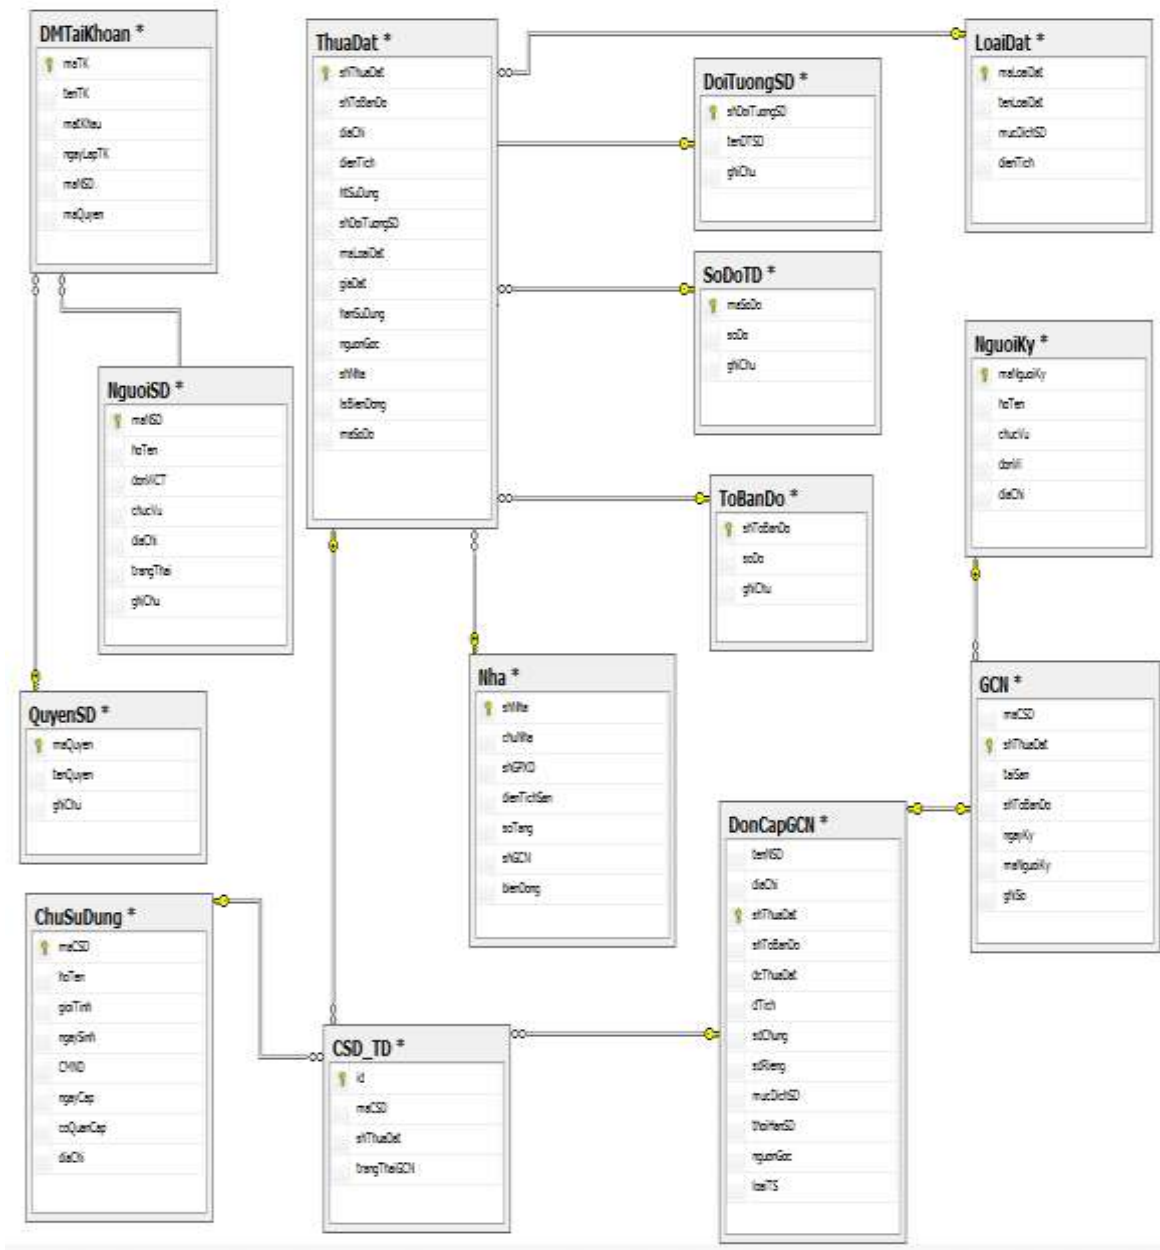 DMTaiKhoan *
maTK
tenTK
matKhau
ngayLapTK
maNSD
maQuyen
ThuaDat *
shThuaDat
shToBanDo
diaChi
dienTich
htSuDung
shDoiTuongSD
maLoaiDat
giaDat
hanSuDung
nguonGoc
shNha
isBienDong
maSoDo
LoaiDat *
maLoaiDat
tenLoaiDat
mucDichSD
dienTich
DoiTuongSD *
shDoiTuongSD
tenDTSD
ghiChu
SoDoTD *
maSoDo
soDo
ghiChu
NguoiKy *
maNguoiKy
hoTen
chucVu
donVi
diaChi
NguoiSD *
maNSD
hoTen
donViCT
chucVu
diaChi
trangThai
ghiChu
ToBanDo *
shToBanDo
soDo
ghiChu
Nha *
shNha
chuNha
shGPXD
dienTichSan
soTang
shGCN
bienDong
GCN *
maCSD
shThuaDat
taiSan
shToBanDo
ngayKy
maNguoiKy
ghiSo
QuyenSD *
maQuyen
tenQuyen
ghiChu
DonCapGCN *
tenNSD
diaChi
shThuaDat
shToBanDo
dcThuaDat
dTich
sdChung
sdRieng
mucDichSD
thoiHanSD
nguonGoc
loaiTS
ChuSuDung *
maCSD
hoTen
gioiTinh
ngaySinh
CMND
ngayCap
coQuanCap
diaChi
CSD_TD *
id
maCSD
shThuaDat
trangThaiGCN